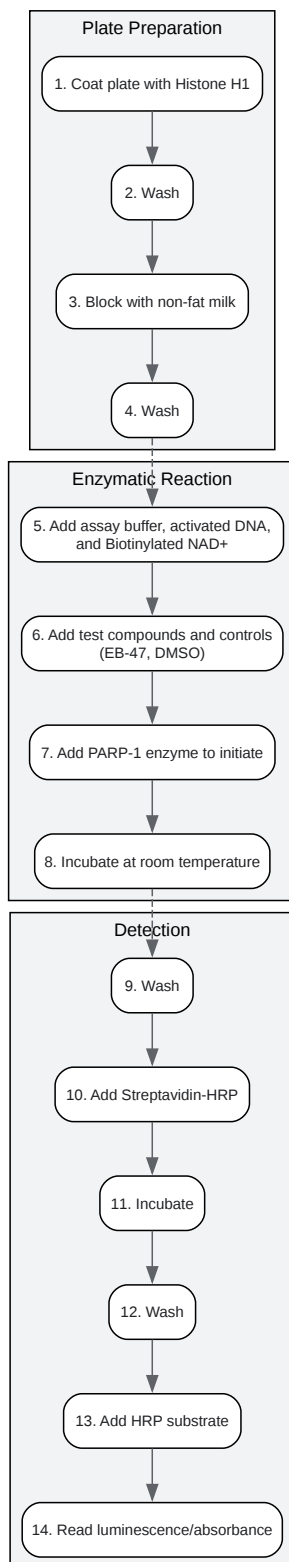 Plate Preparation
1. Coat plate with Histone H1
2. Wash
3. Block with non-fat milk
4. Wash
Enzymatic Reaction
5. Add assay buffer, activated DNA,
and Biotinylated NAD+
6. Add test compounds and controls
(EB-47, DMSO)
7. Add PARP-1 enzyme to initiate
8. Incubate at room temperature
Detection
9. Wash
10. Add Streptavidin-HRP
11. Incubate
12. Wash
13. Add HRP substrate
14. Read luminescence/absorbance